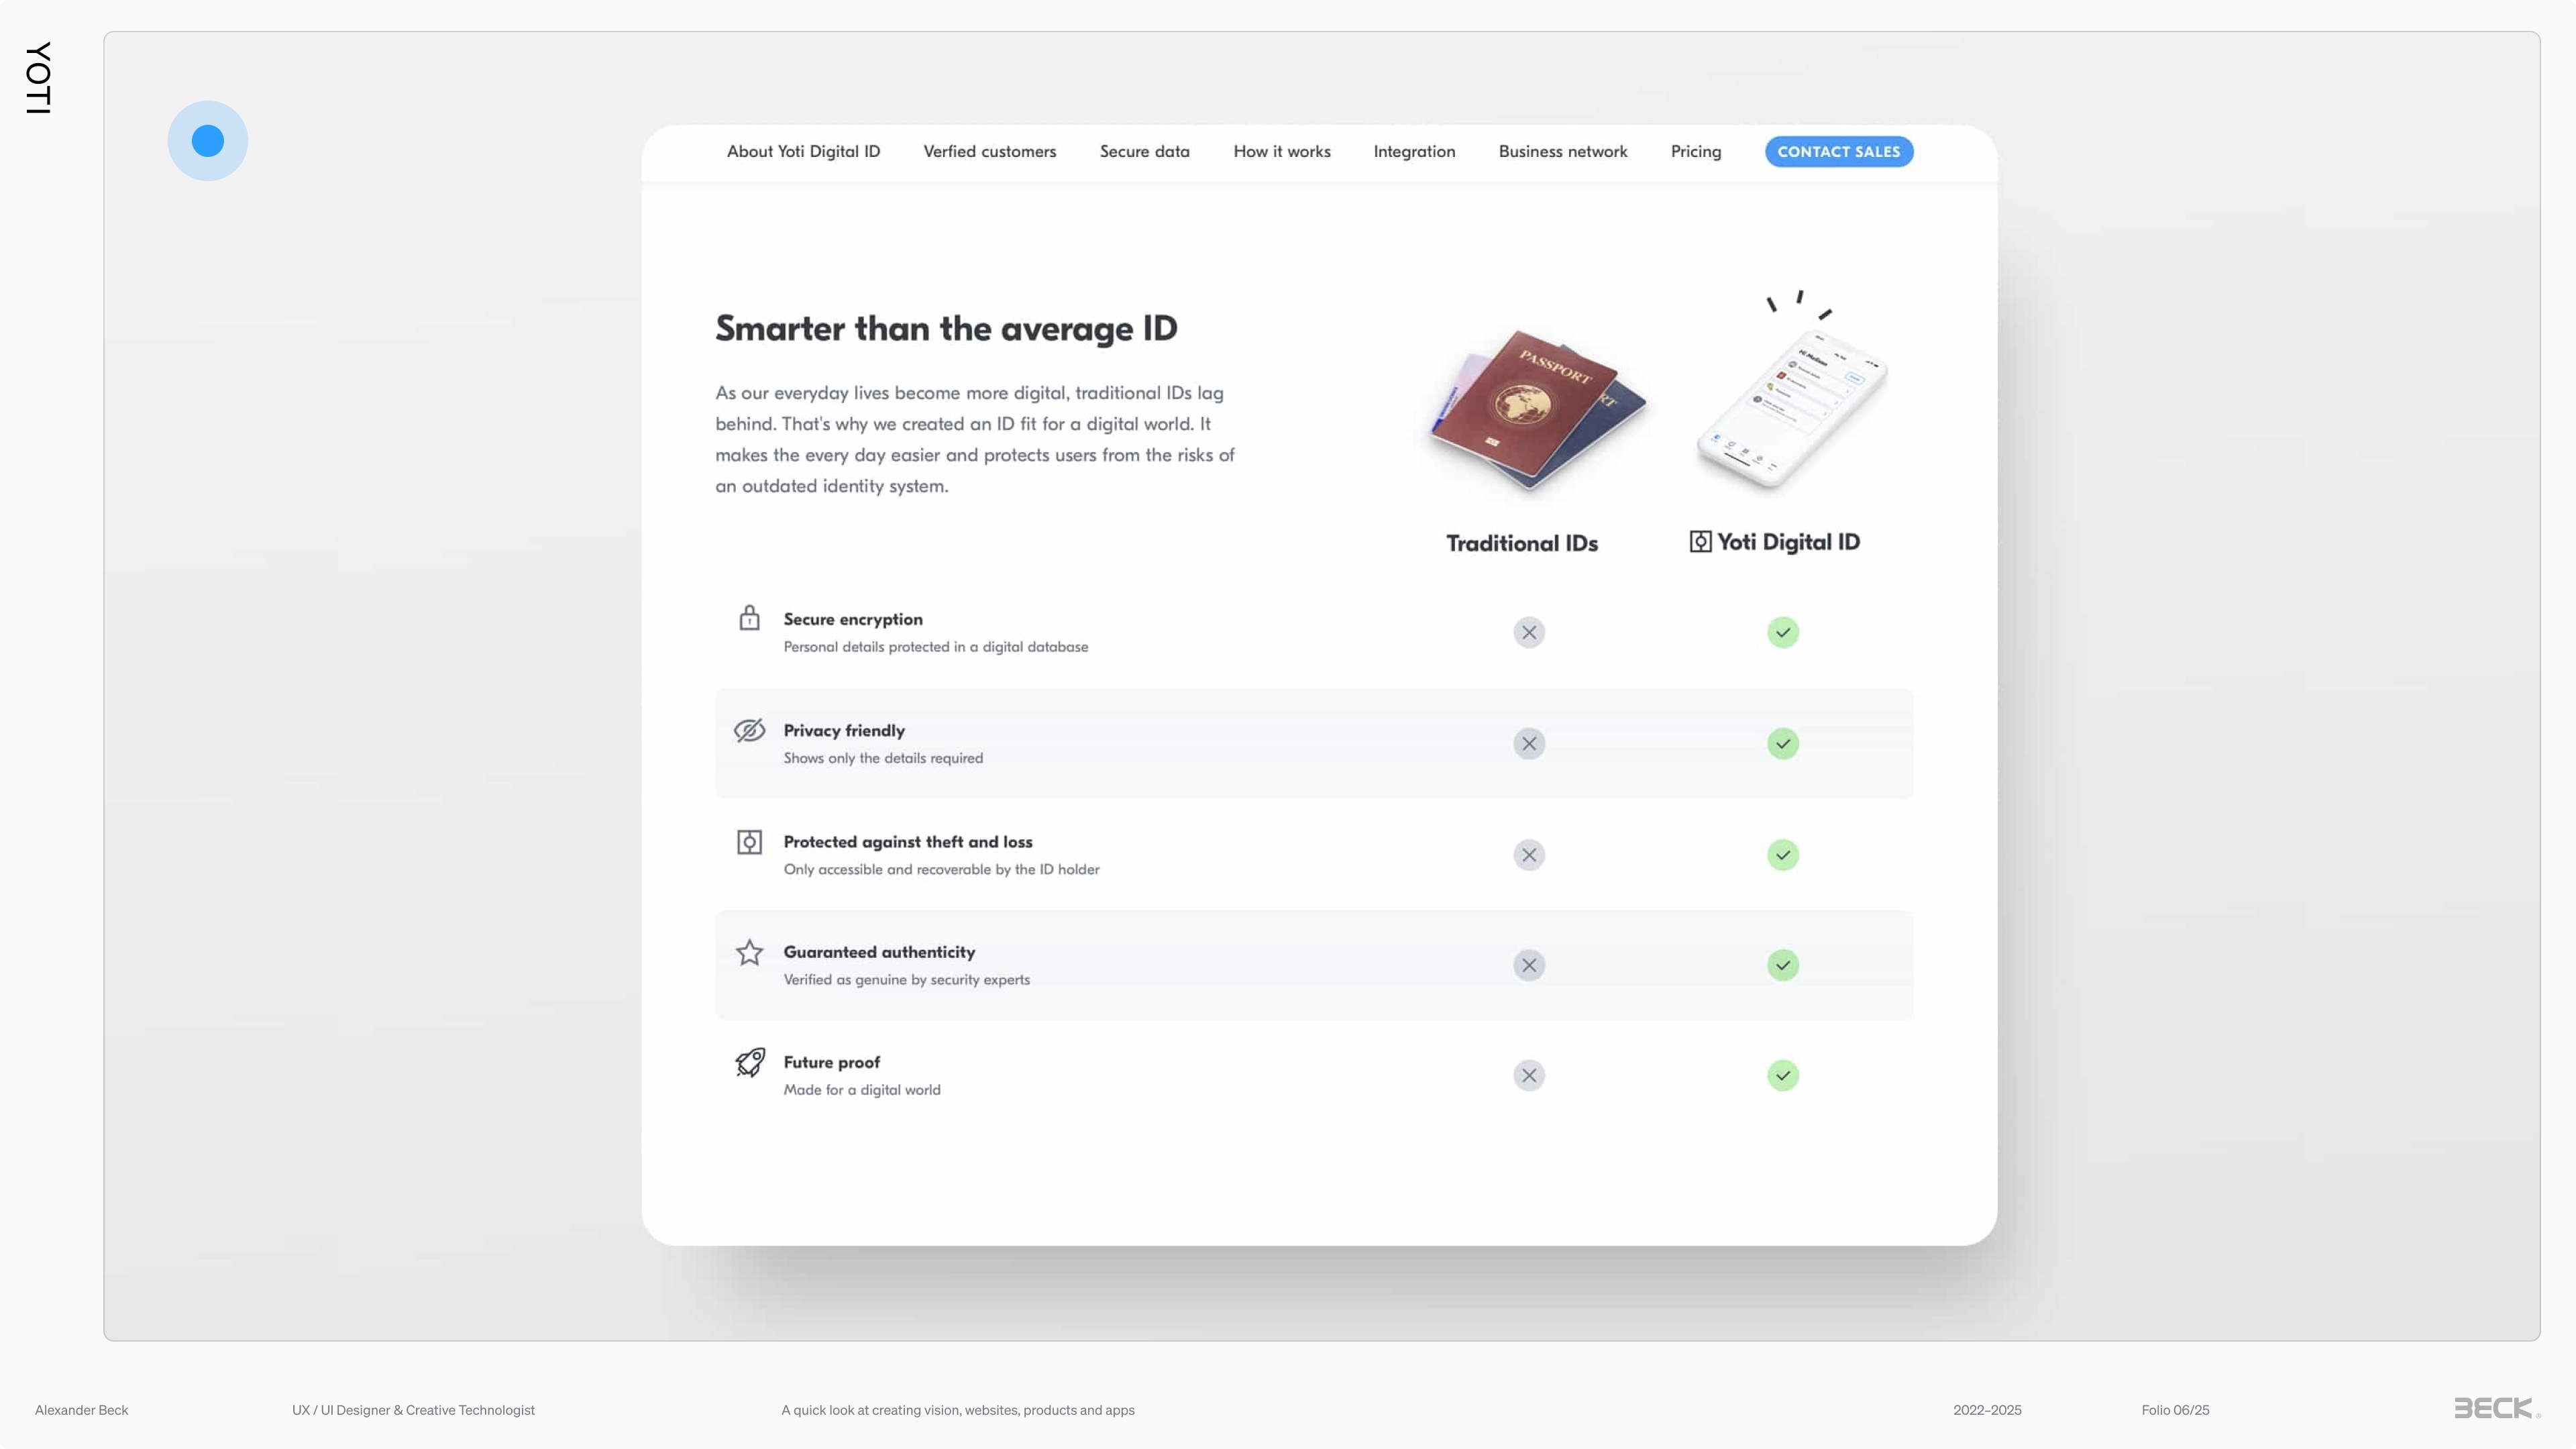 YOTI
About Yoti Digital ID
Verfied customers
Secure data
How it works
Integration
Business network
Pricing
CONTACT SALES
Smarter than the average ID
As our everyday lives become more digital, traditional IDs lag
behind. That's why we created an ID fit for a digital world. It
makes the every day easier and protects users from the risks of
an outdated identity system.
PASSPORT
Traditional IDs
Yoti Digital ID
Secure encryption
Personal details protected in a digital database
Privacy friendly
Shows only the details required
Protected against theft and loss
Only accessible and recoverable by the ID holder
Guaranteed authenticity
Verified as genuine by security experts
Future proof
Made for a digital world
Alexander Beck
UX / UI Designer & Creative Technologist
A quick look at creating vision, websites, products and apps
2022–2025
Folio 06/25
BECK